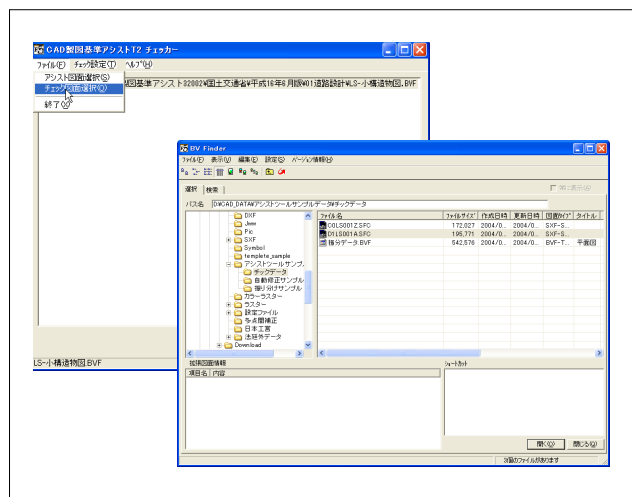 CAD製図基準アシストT2 チェッカー
ファイル(F) チェック設定(T) ヘルプ(H)
アシスト図面選択(S)
チェック図面選択(O)
終了(X)
図基準アシスト32002¥国土交通省¥平成16年6月版¥01道路設計¥LS-小構造物図.BVF
LS-小構造物図.BVF
BV Finder
ファイル(F) 表示(V) 編集(E) 設定(S) バージョン情報(H)
選択 検索
パス名 D:¥CAD_DATA¥アシストツールサンプルデータ¥チックデータ
DXF
Jww
Pic
SXF
Symbol
templete_sample
アシストツールサンプ.
チックデータ
自動修正サンプル
振り分けサンプル
カラーラスター
ラスター
設定ファイル
多点間補正
日本工営
法延外データ
Download
ファイル名 ファイルサイズ 作成日時 更新日時 図面タイプ タイトル
C0LS001Z.SFC 172,027 2004/0... 2004/0... SXF-S...
D1LS001A.SFC 195,771 2004/0... 2004/0... SXF-S...
振分データ.BVF 542,576 2004/0... 2004/0... BVF-T... 平面図
拡張図面情報
項目名 内容
ショートカット
開く(O) 閉じる(Q)
3個のファイルがあります